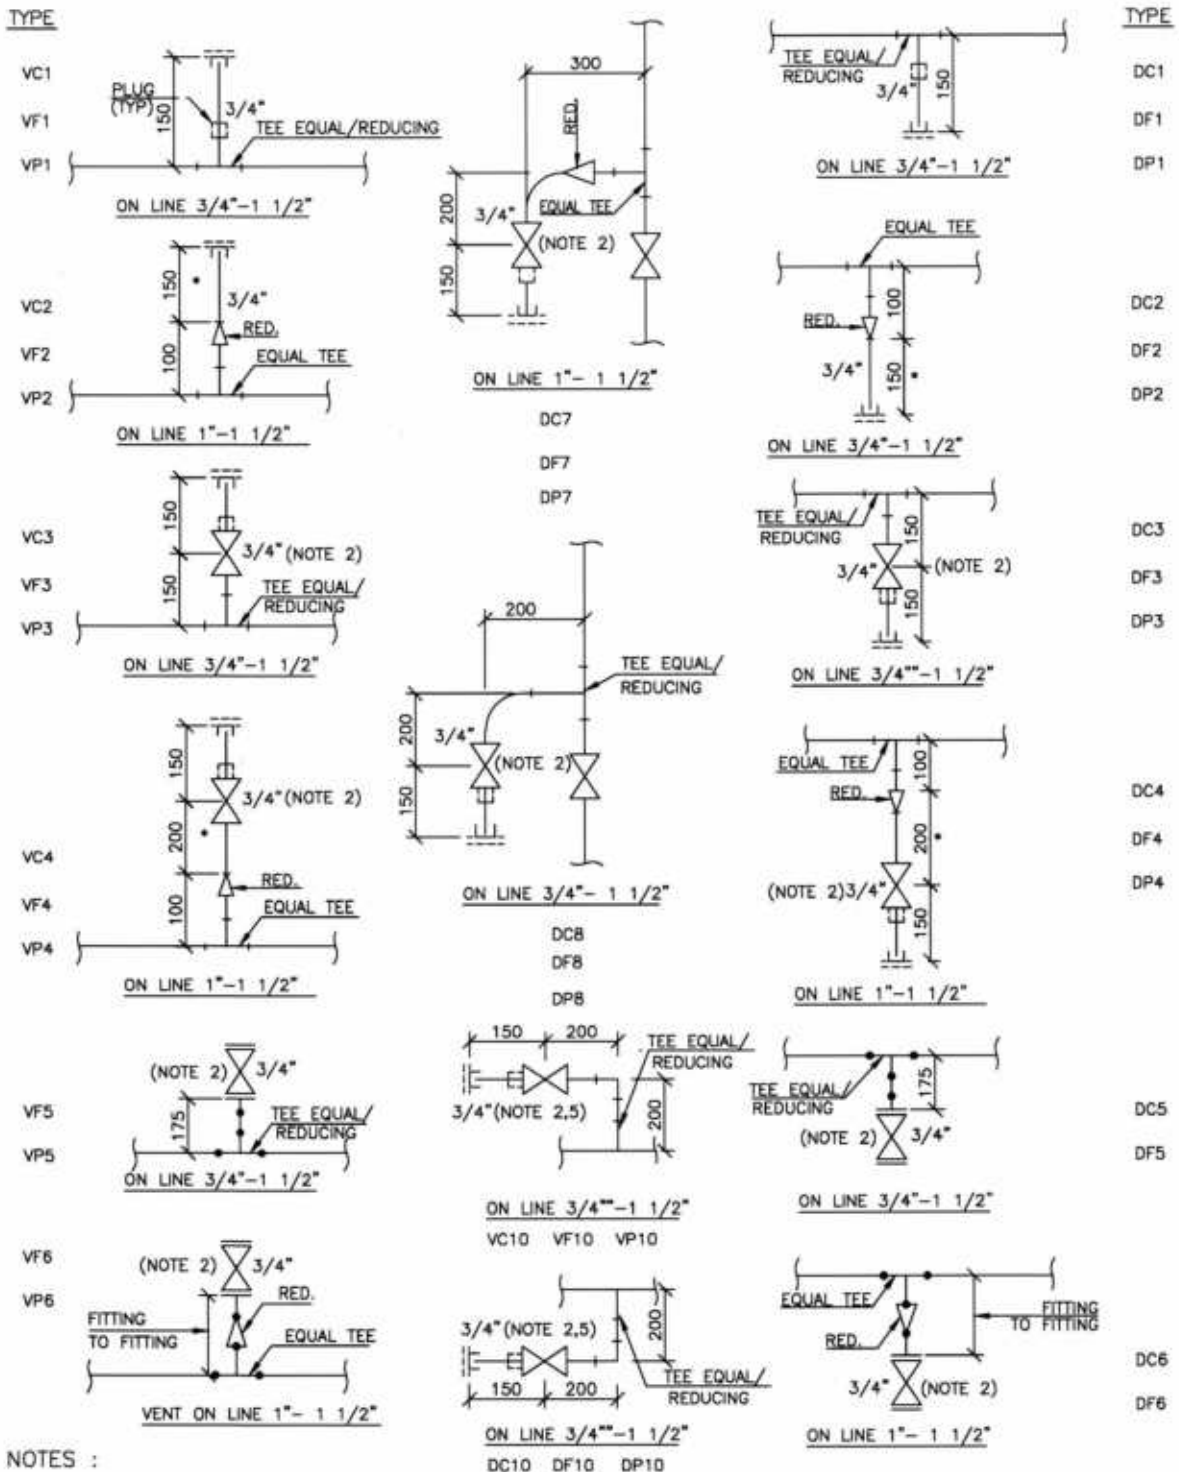 TYPE
VC1
VF1
VP1
150
PLUG
(TYP)
3/4"
TEE EQUAL/REDUCING
ON LINE 3/4"-1 1/2"
VC2
VF2
VP2
150
*
3/4"
100
RED.
EQUAL TEE
ON LINE 1"-1 1/2"
VC3
VF3
VP3
150
3/4" (NOTE 2)
150
TEE EQUAL/
REDUCING
ON LINE 3/4"-1 1/2"
VC4
VF4
VP4
150
3/4" (NOTE 2)
200
*
RED.
100
EQUAL TEE
ON LINE 1"-1 1/2"
VF5
VP5
(NOTE 2)
3/4"
175
TEE EQUAL/
REDUCING
ON LINE 3/4"-1 1/2"
VF6
VP6
(NOTE 2)
3/4"
RED.
FITTING
TO FITTING
EQUAL TEE
VENT ON LINE 1"- 1 1/2"
NOTES :
300
RED.
200
3/4"
EQUAL TEE
(NOTE 2)
150
ON LINE 1"- 1 1/2"
DC7
DF7
DP7
200
TEE EQUAL/
REDUCING
200
3/4"
(NOTE 2)
150
ON LINE 3/4"- 1 1/2"
DC8
DF8
DP8
150
200
TEE EQUAL/
REDUCING
3/4"(NOTE 2,5)
200
ON LINE 3/4""-1 1/2"
VC10 VF10 VP10
3/4"(NOTE 2,5)
200
150
200
TEE EQUAL/
REDUCING
ON LINE 3/4""-1 1/2"
DC10 DF10 DP10
TYPE
DC1
DF1
DP1
TEE EQUAL/
REDUCING
3/4"
150
ON LINE 3/4"-1 1/2"
DC2
DF2
DP2
EQUAL TEE
100
RED.
3/4"
150
*
ON LINE 3/4"-1 1/2"
DC3
DF3
DP3
TEE EQUAL/
REDUCING
150
3/4"
(NOTE 2)
150
ON LINE 3/4""-1 1/2"
DC4
DF4
DP4
EQUAL TEE
100
RED.
200
*
(NOTE 2)3/4"
150
ON LINE 1"-1 1/2"
DC5
DF5
TEE EQUAL/
REDUCING
175
(NOTE 2)
3/4"
ON LINE 3/4"-1 1/2"
DC6
DF6
EQUAL TEE
FITTING
TO FITTING
RED.
3/4"
(NOTE 2)
ON LINE 1"- 1 1/2"